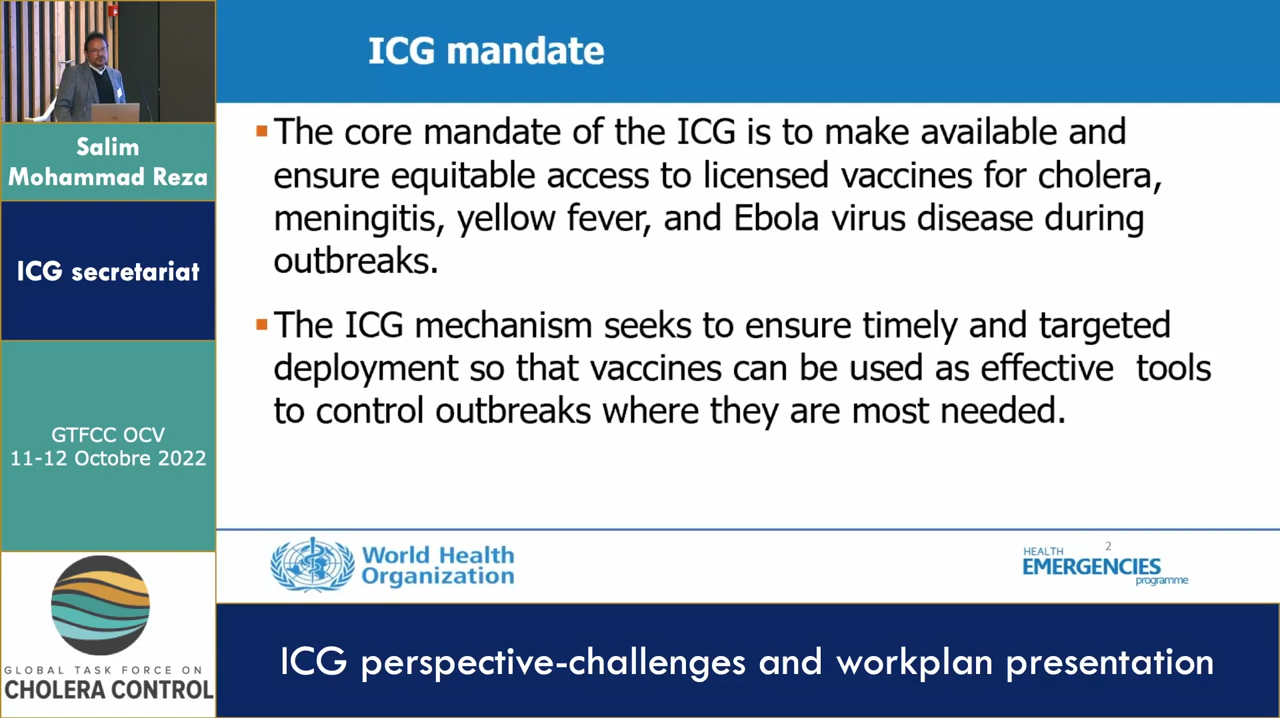 Salim
Mohammad Reza
ICG secretariat
GTFCC OCV
11-12 Octobre 2022
GLOBAL TASK FORCE ON
CHOLERA CONTROL
ICG mandate
▪ The core mandate of the ICG is to make available and
ensure equitable access to licensed vaccines for cholera,
meningitis, yellow fever, and Ebola virus disease during
outbreaks.
▪ The ICG mechanism seeks to ensure timely and targeted
deployment so that vaccines can be used as effective  tools
to control outbreaks where they are most needed.
World Health
Organization
2
HEALTH
EMERGENCIES
programme
ICG perspective-challenges and workplan presentation